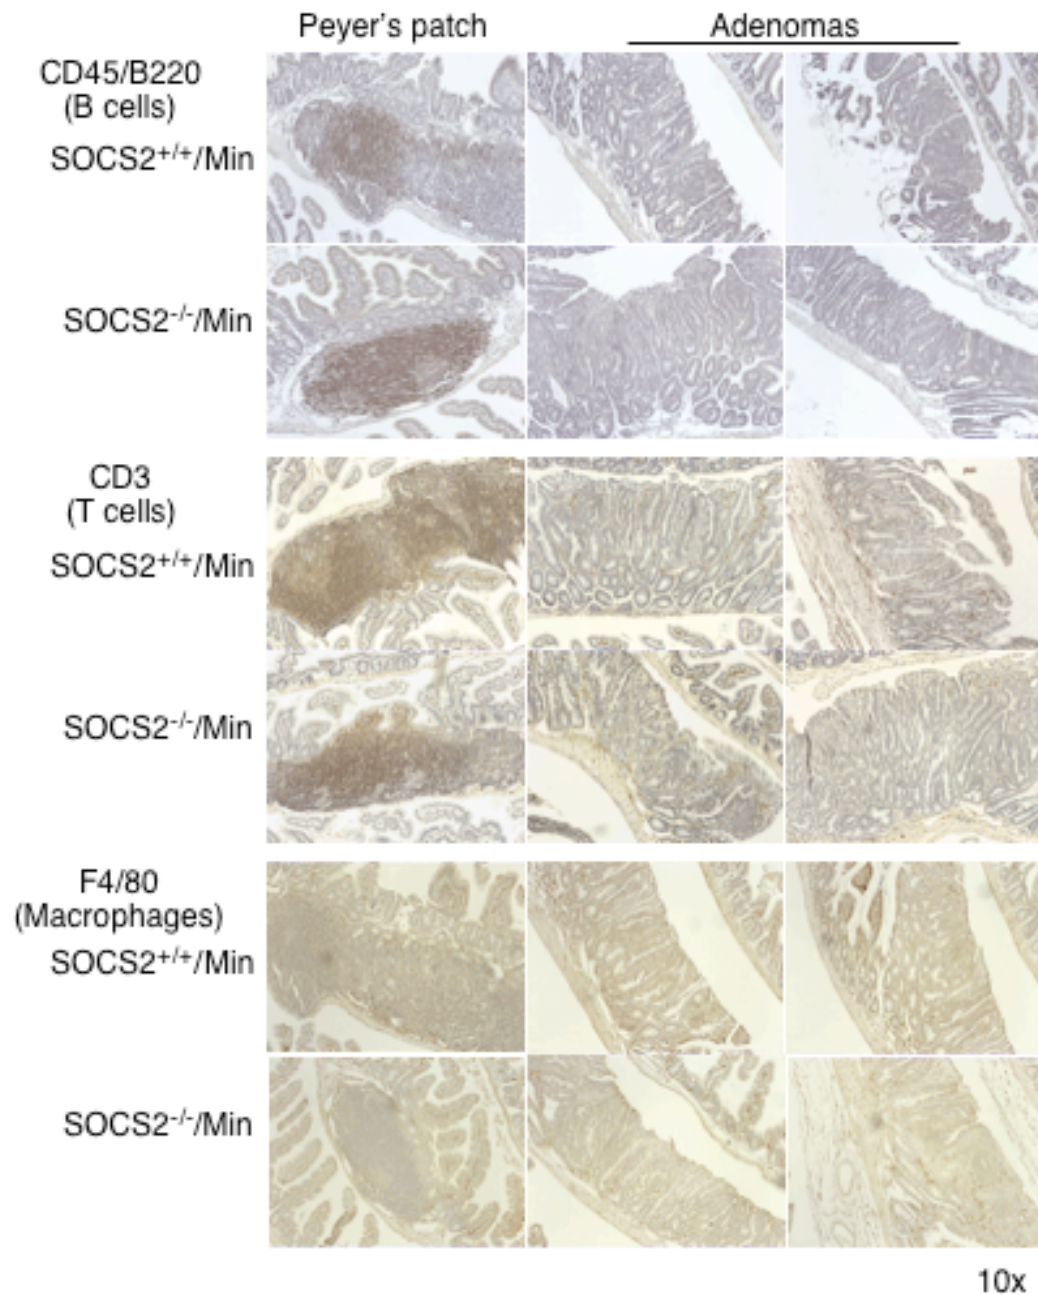 Peyer's patch
Adenomas
CD45/B220
(B cells)
SOCS2+/+/Min
SOCS2-/-/Min
CD3
(T cells)
SOCS2+/+/Min
SOCS2-/-/Min
F4/80
(Macrophages)
SOCS2+/+/Min
SOCS2-/-/Min
10x